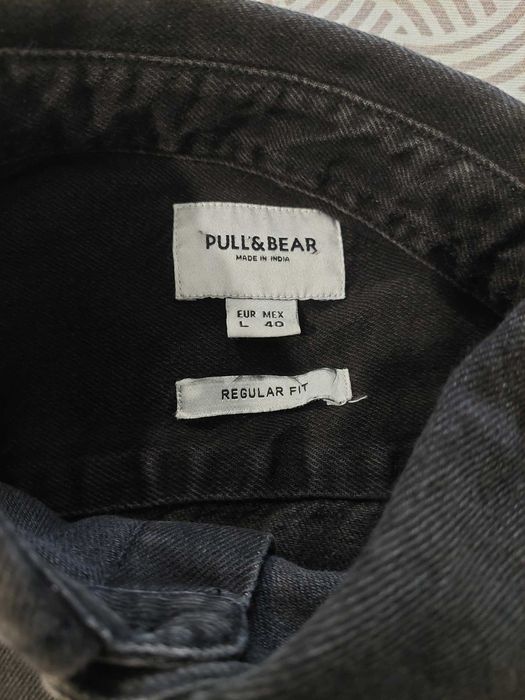 PULL&BEAR
MADE IN INDIA
EUR MEX
L 40
REGULAR FIT